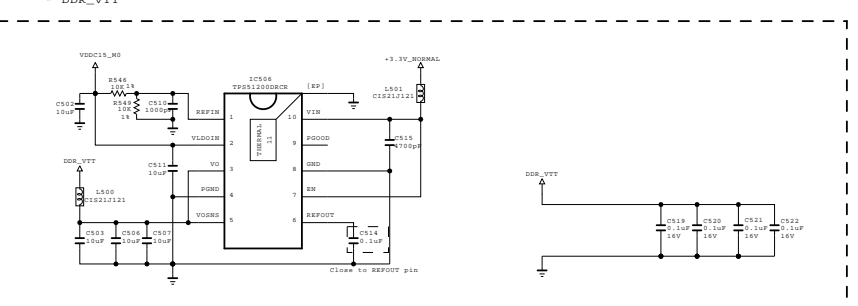 DDR_VTT
VDDC15_M0
+3.3V_NORMAL
IC506
TPS51200DRCR
[EP]
R546
10K 1%
L501
CIS21J121
C502
10uF
R549
10K
1%
C510
1000pF
REFIN
1
VIN
10
VLDOIN
2
PGOOD
9
THERMAL
11
C515
4700pF
DDR_VTT
C511
10uF
VO
3
GND
8
L500
CIS21J121
PGND
4
EN
7
VOSNS
5
REFOUT
6
C503
10uF
C506
10uF
C507
10uF
C514
0.1uF
Close to REFOUT pin
DDR_VTT
C519
0.1uF
16V
C520
0.1uF
16V
C521
0.1uF
16V
C522
0.1uF
16V